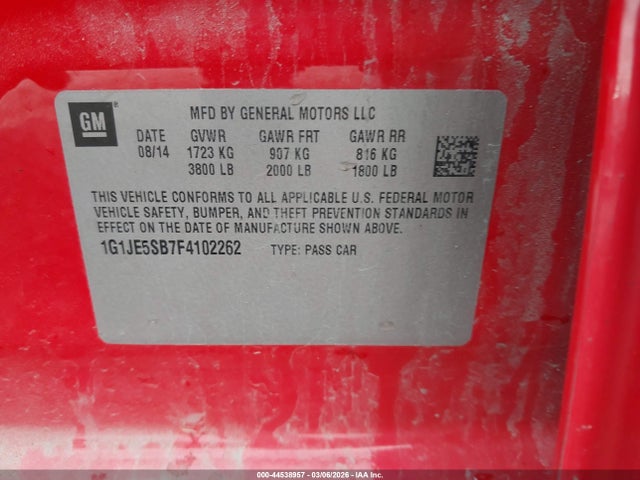 GM®
MFD BY GENERAL MOTORS LLC
DATE GVWR GAWR FRT GAWR RR
08/14 1723 KG 907 KG 816 KG
3800 LB 2000 LB 1800 LB
THIS VEHICLE CONFORMS TO ALL APPLICABLE U.S. FEDERAL MOTOR
VEHICLE SAFETY, BUMPER, AND THEFT PREVENTION STANDARDS IN
EFFECT ON THE DATE OF MANUFACTURE SHOWN ABOVE.
1G1JE5SB7F4102262 TYPE: PASS CAR
000-44538957 | 03/06/2026 | IAA Inc.